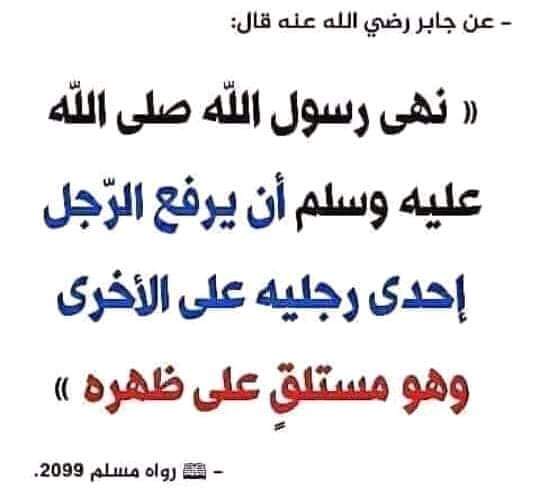 - عن جابر رضي الله عنه قال:
« نهى رسول اللّه صلى اللّه
عليه وسلم أن يرفع الرّجل
إحدى رجليه على الأخرى
وهو مستلقٍ على ظهره »
- 📖 رواه مسلم 2099.